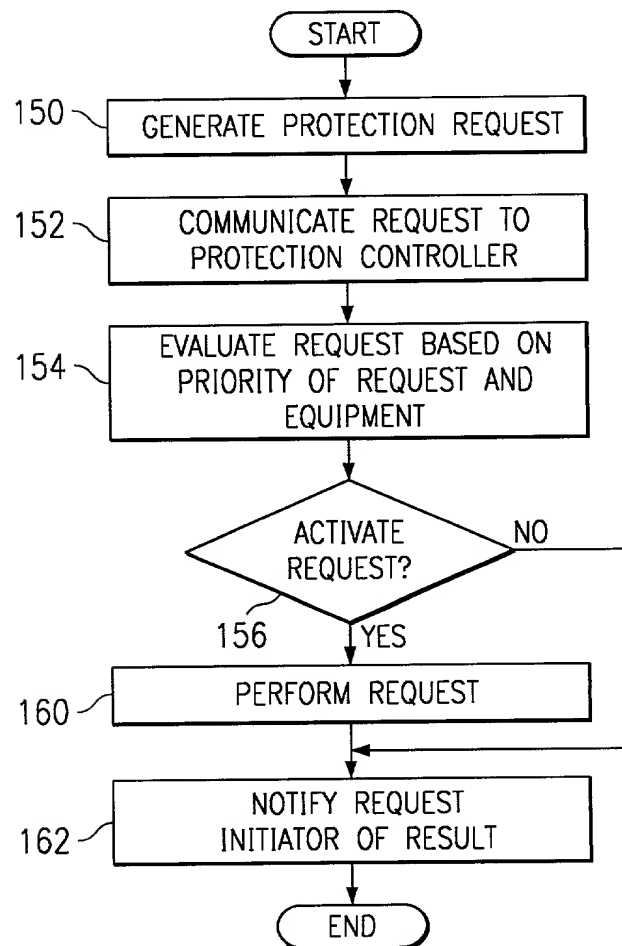 START
150
GENERATE PROTECTION REQUEST
152
COMMUNICATE REQUEST TO
PROTECTION CONTROLLER
154
EVALUATE REQUEST BASED ON
PRIORITY OF REQUEST AND
EQUIPMENT
ACTIVATE
REQUEST?
NO
156
YES
160
PERFORM REQUEST
162
NOTIFY REQUEST
INITIATOR OF RESULT
END